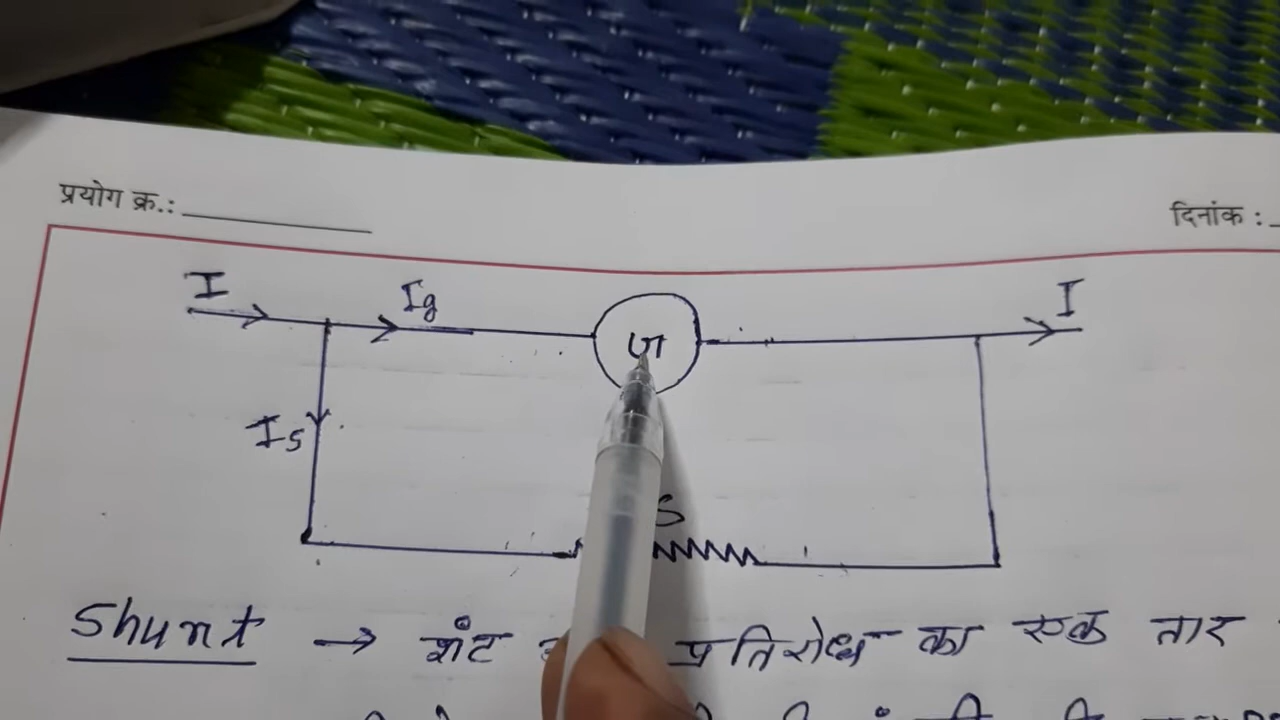 प्रयोग क्र.: दिनांक :
I Ig G I
Is
S
Shunt → शंट प्रतिरोध का एक तार